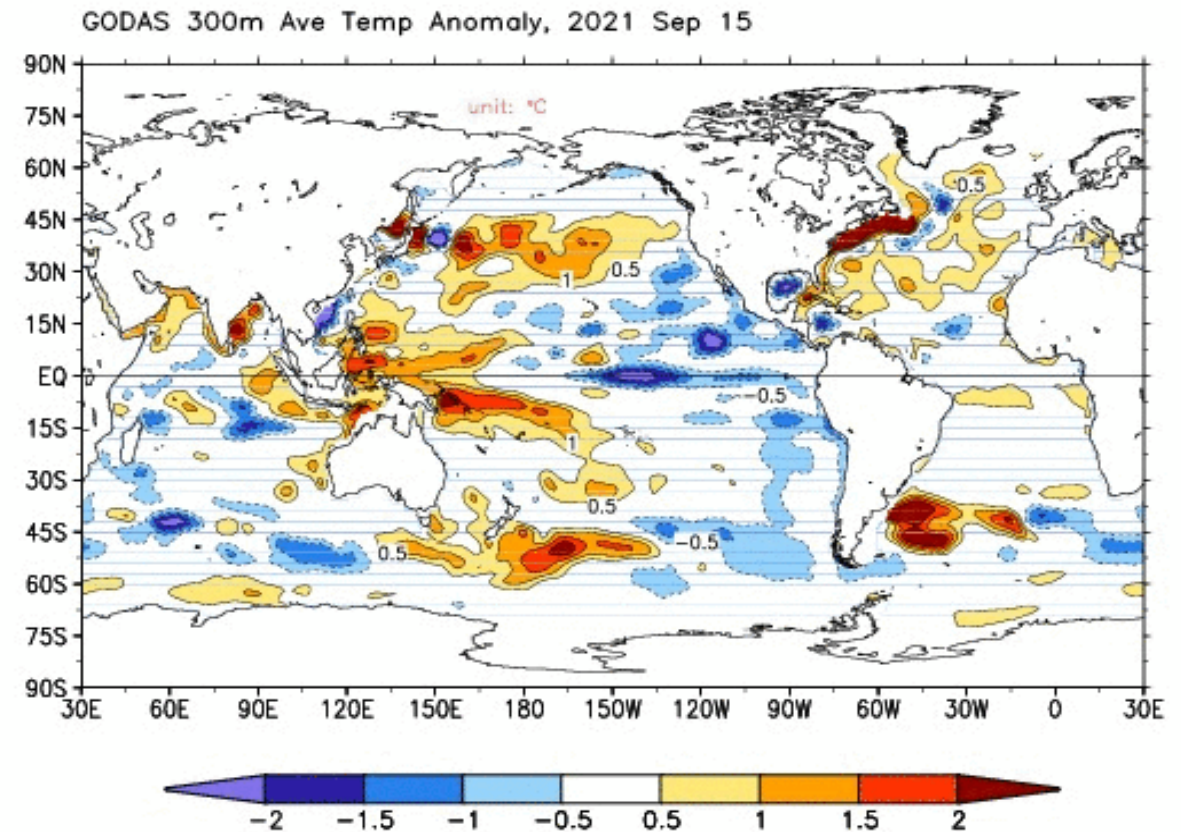 GODAS 300m Ave Temp Anomaly, 2021 Sep 15
90N
unit: °C
75N
60N
0.5
45N
30N
0.5
1
15N
EQ
-0.5
15S
1
30S
0.5
45S
0.5
-0.5
60S
75S
90S
30E 60E 90E 120E 150E 180 150W 120W 90W 60W 30W 0 30E
-2 -1.5 -1 -0.5 0.5 1 1.5 2